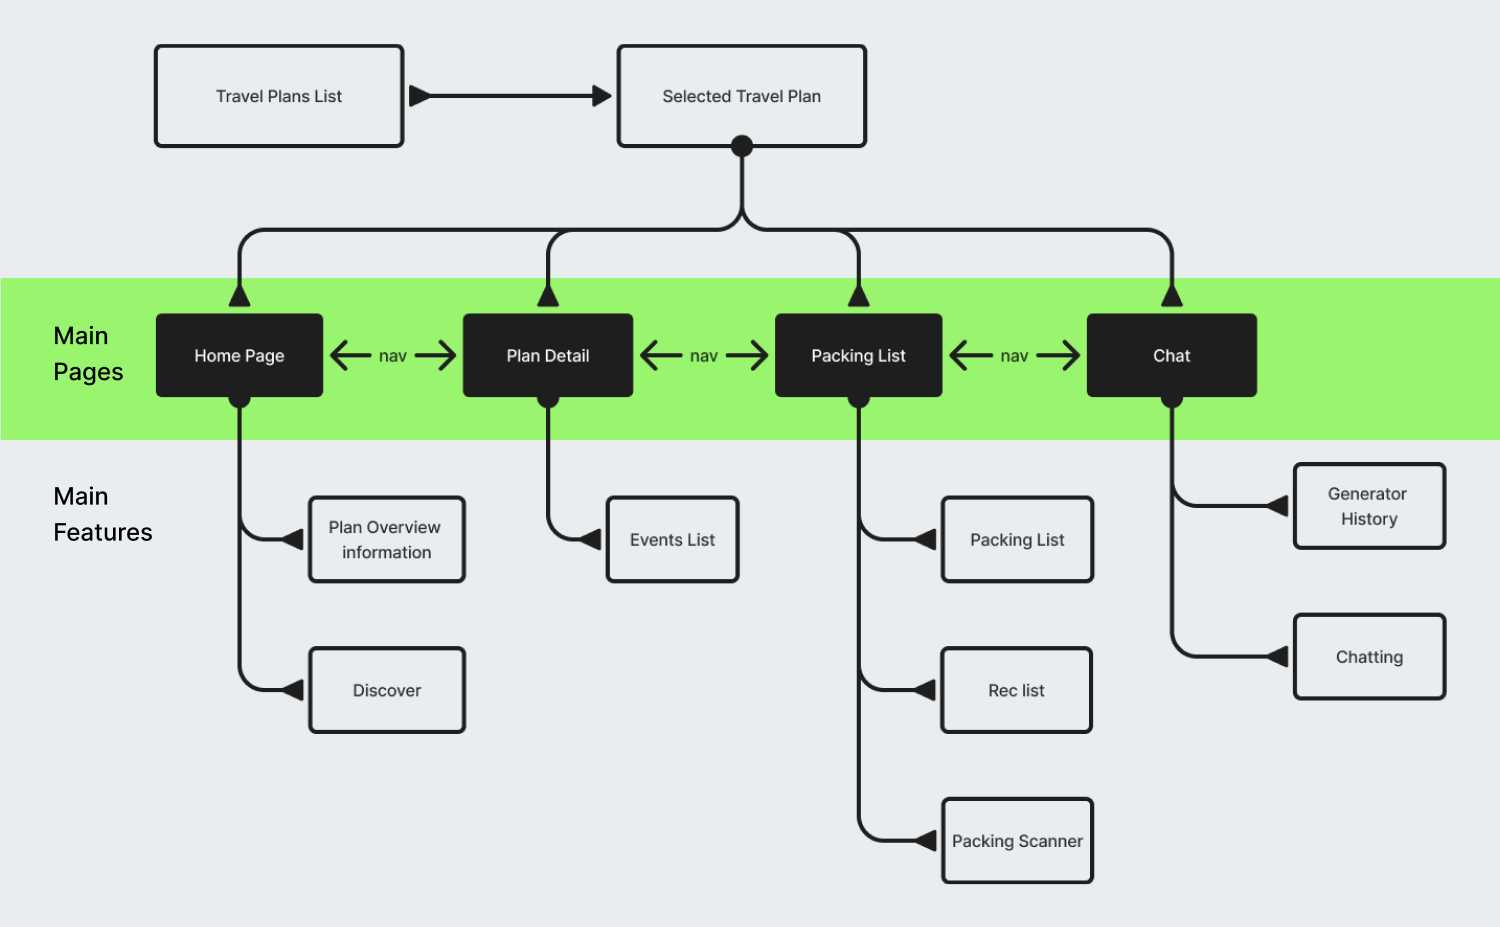 Travel Plans List
Selected Travel Plan
Main
Pages
Home Page
nav
Plan Detail
nav
Packing List
nav
Chat
Main
Features
Plan Overview
information
Events List
Packing List
Generator
History
Discover
Rec list
Chatting
Packing Scanner